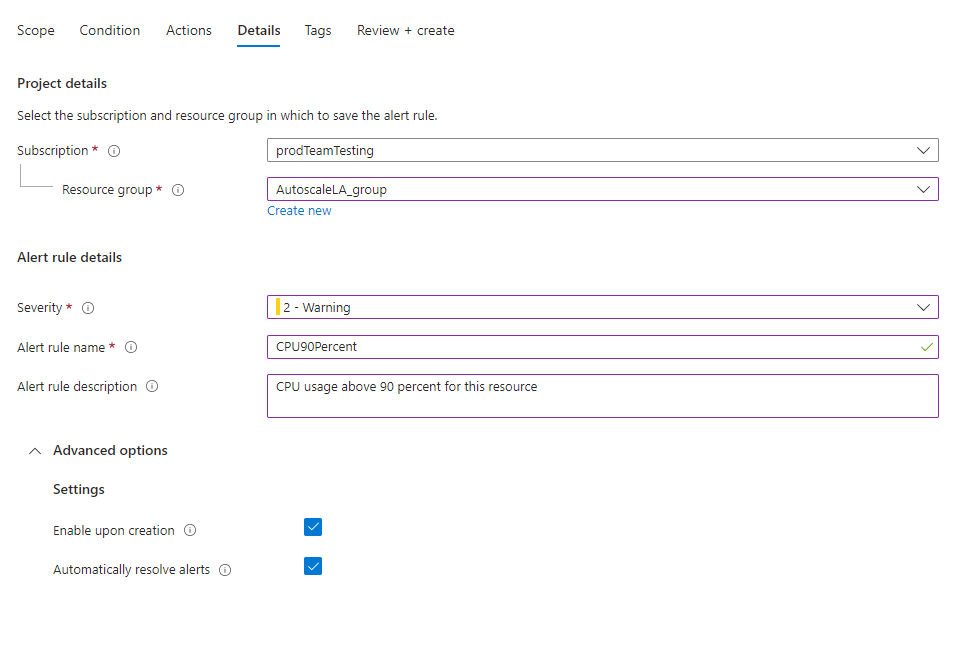 Scope Condition Actions Details Tags Review + create
Project details
Select the subscription and resource group in which to save the alert rule.
Subscription * prodTeamTesting
Resource group * AutoscaleLA_group
Create new
Alert rule details
Severity * 2 - Warning
Alert rule name * CPU90Percent
Alert rule description CPU usage above 90 percent for this resource
Advanced options
Settings
Enable upon creation
Automatically resolve alerts